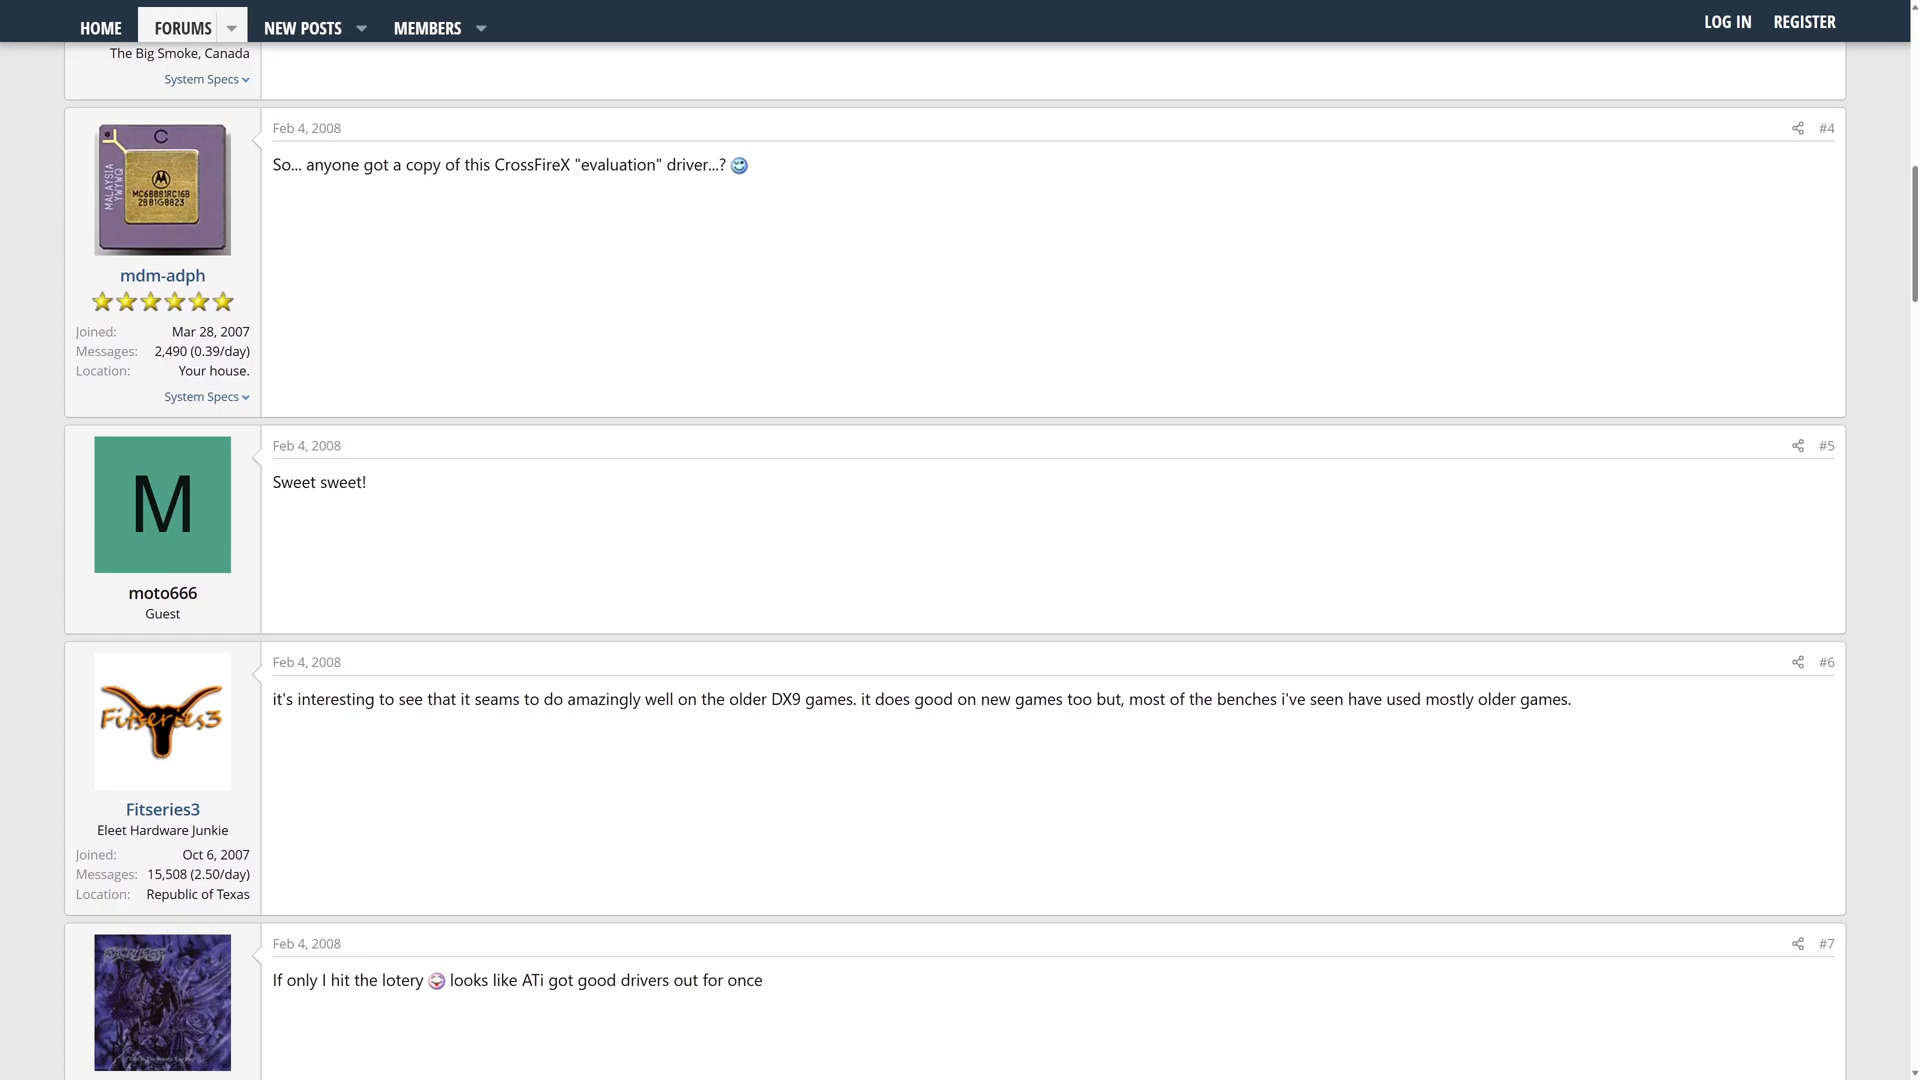 HOME
FORUMS
NEW POSTS
MEMBERS
LOG IN
REGISTER
The Big Smoke, Canada
System Specs
Feb 4, 2008
#4
So... anyone got a copy of this CrossFireX "evaluation" driver...?
C
MALAYSIA
YWYWQ
MC68881RC16B
2B81G8823
mdm-adph
Joined: Mar 28, 2007
Messages: 2,490 (0.39/day)
Location: Your house.
System Specs
Feb 4, 2008
#5
Sweet sweet!
M
moto666
Guest
Feb 4, 2008
#6
it's interesting to see that it seams to do amazingly well on the older DX9 games. it does good on new games too but, most of the benches i've seen have used mostly older games.
Fitseries3
Fitseries3
Eleet Hardware Junkie
Joined: Oct 6, 2007
Messages: 15,508 (2.50/day)
Location: Republic of Texas
Feb 4, 2008
#7
If only I hit the lotery looks like ATi got good drivers out for once